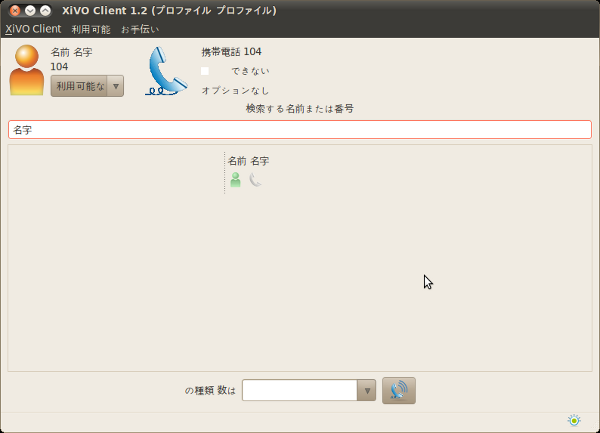 XiVO Client 1.2 (プロファイル プロファイル)
XiVO Client 利用可能 お手伝い
名前 名字
104
利用可能な
携帯電話 104
できない
オプションなし
検索する名前または番号
名字
名前 名字
の種類 数は